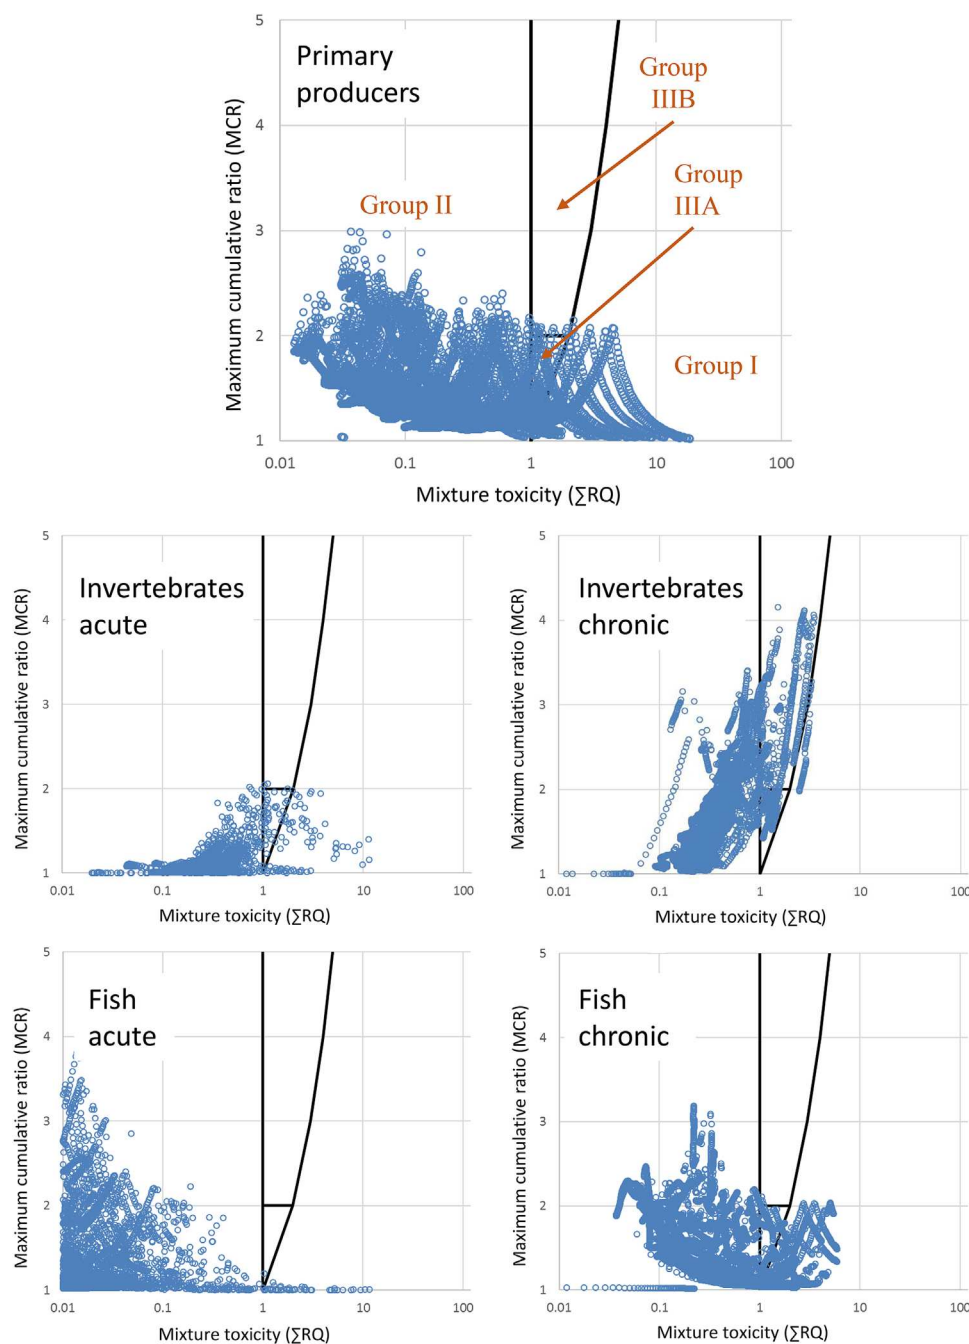 Primary
producers
Group
IIIB
Group
IIIA
Group II
Group I
Maximum cumulative ratio (MCR)
5
4
3
2
1
0.01 0.1 1 10 100
Mixture toxicity (∑RQ)
Invertebrates
acute
Maximum cumulative ratio (MCR)
5
4
3
2
1
0.01 0.1 1 10 100
Mixture toxicity (∑RQ)
Invertebrates
chronic
Maximum cumulative ratio (MCR)
5
4
3
2
1
0.01 0.1 1 10 100
Mixture toxicity (∑RQ)
Fish
acute
Maximum cumulative ratio (MCR)
5
4
3
2
1
0.01 0.1 1 10 100
Mixture toxicity (∑RQ)
Fish
chronic
Maximum cumulative ratio (MCR)
5
4
3
2
1
0.01 0.1 1 10 100
Mixture toxicity (∑RQ)